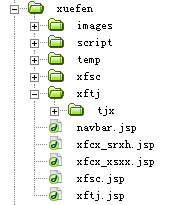 xuefen
images
script
temp
xfsc
xftj
tjx
navbar.jsp
xfcx_srxh.jsp
xfcx_xsxx.jsp
xfsc.jsp
xftj.jsp